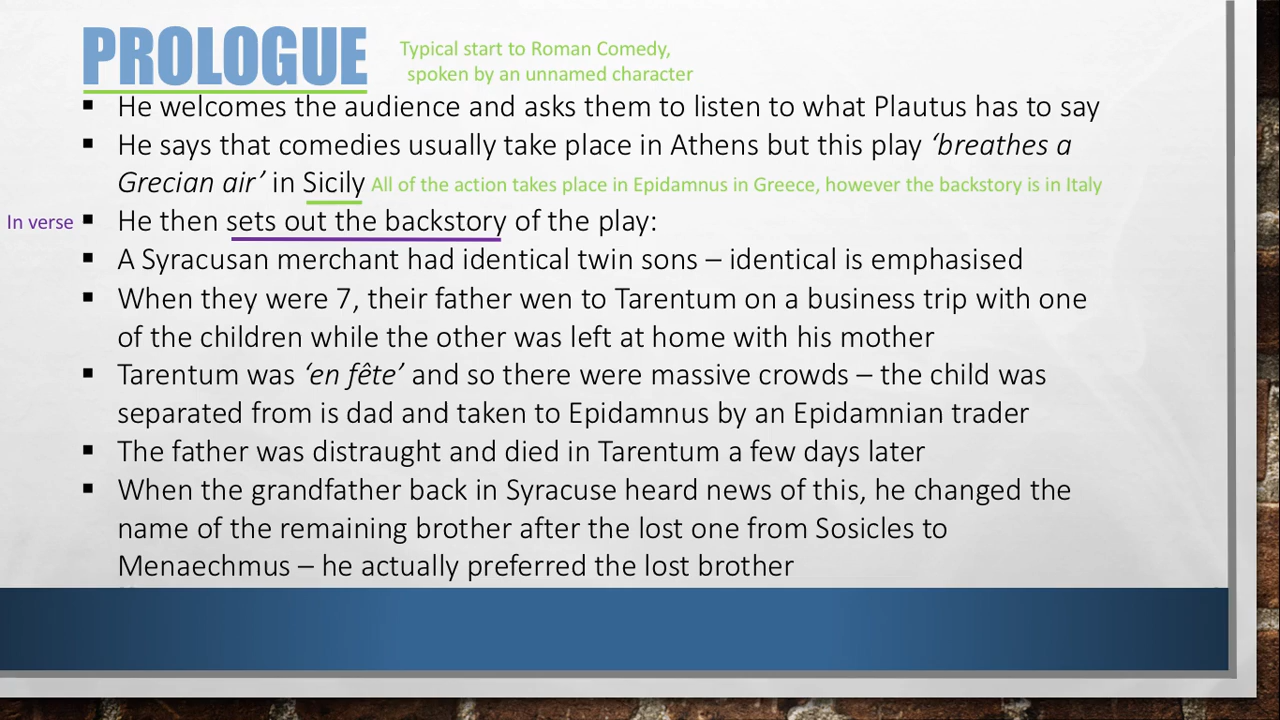 PROLOGUE
Typical start to Roman Comedy,
spoken by an unnamed character
▪ He welcomes the audience and asks them to listen to what Plautus has to say
▪ He says that comedies usually take place in Athens but this play ‘breathes a
Grecian air’ in Sicily All of the action takes place in Epidamnus in Greece, however the backstory is in Italy
In verse ▪ He then sets out the backstory of the play:
▪ A Syracusan merchant had identical twin sons – identical is emphasised
▪ When they were 7, their father wen to Tarentum on a business trip with one
of the children while the other was left at home with his mother
▪ Tarentum was ‘en fête’ and so there were massive crowds – the child was
separated from is dad and taken to Epidamnus by an Epidamnian trader
▪ The father was distraught and died in Tarentum a few days later
▪ When the grandfather back in Syracuse heard news of this, he changed the
name of the remaining brother after the lost one from Sosicles to
Menaechmus – he actually preferred the lost brother